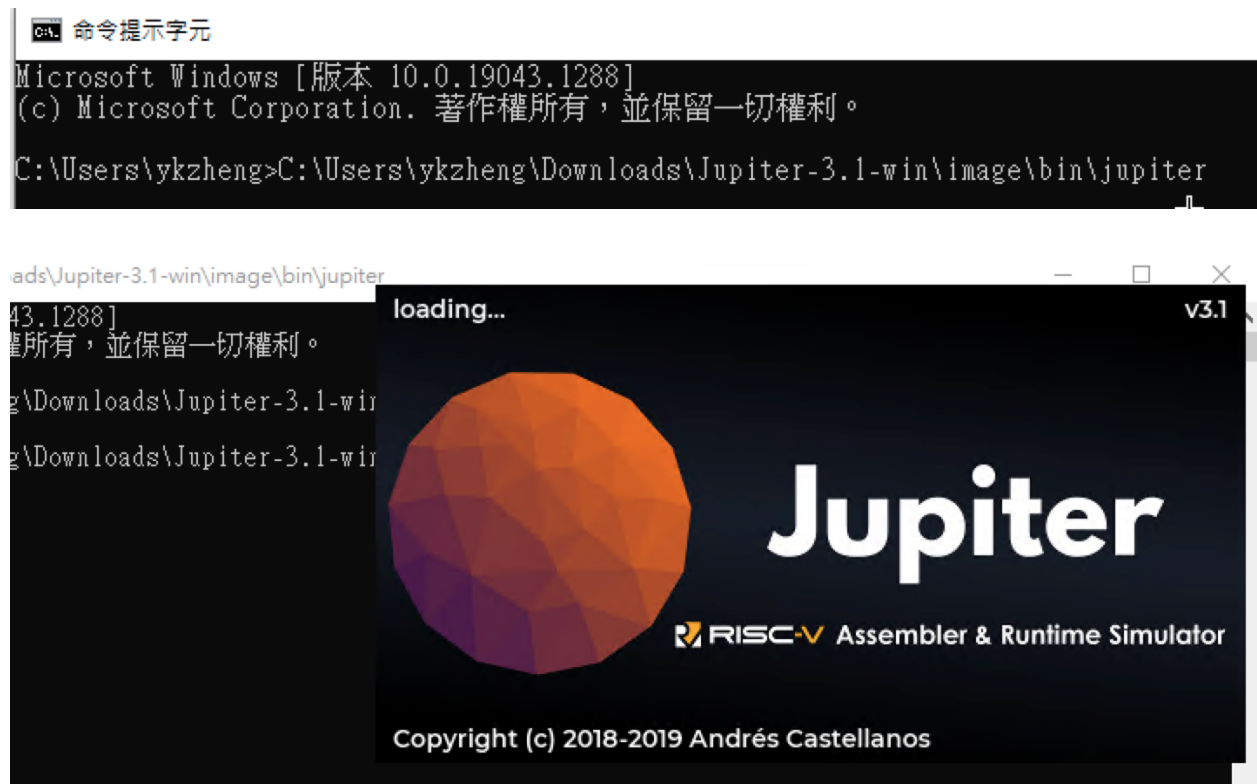 命令提示字元
Microsoft Windows [版本 10.0.19043.1288]
(c) Microsoft Corporation. 著作權所有，並保留一切權利。
C:\Users\ykzheng>C:\Users\ykzheng\Downloads\Jupiter-3.1-win\image\bin\jupiter
ads\Jupiter-3.1-win\image\bin\jupiter
43.1288]
所有，並保留一切權利。
g\Downloads\Jupiter-3.1-win
g\Downloads\Jupiter-3.1-win
loading...
v3.1
Jupiter
RISC-V Assembler & Runtime Simulator
Copyright (c) 2018-2019 Andrés Castellanos